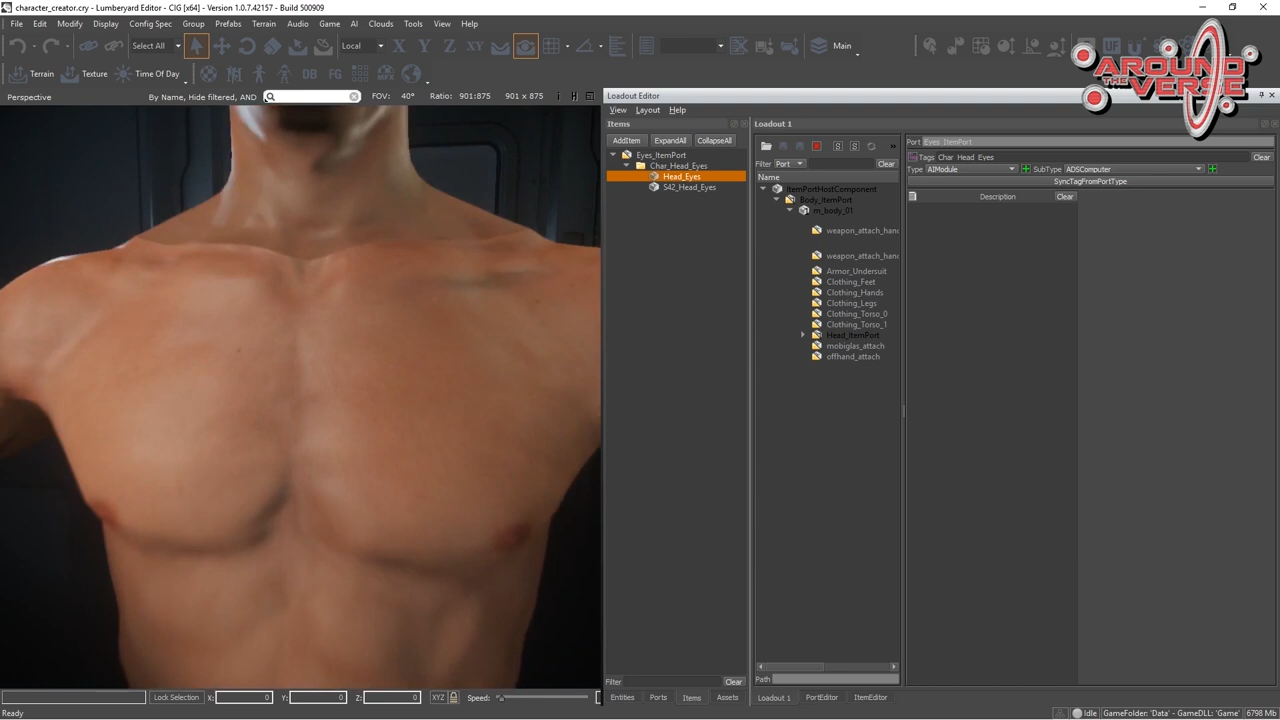 character_creator.cry - Lumberyard Editor - CIG [x64] - Version 1.0.7.42157 - Build 500909
File Edit Modify Display Config Spec Group Prefabs Terrain Audio Game AI Clouds Tools View Help
Select All Local X Y Z XY Main UF
Terrain Texture Time Of Day DB FG MFX
AROUND
THE
VERSE
Perspective By Name, Hide filtered, AND FOV: 40° Ratio: 901:875 901 x 875
Loadout Editor
View Layout Help
Items
AddItem ExpandAll CollapseAll
Eyes_ItemPort
Char_Head_Eyes
Head_Eyes
S42_Head_Eyes
Filter Clear
Entities Ports Items Assets
Loadout 1
S S »
Filter Port Clear
Name
ItemPortHostComponent
Body_ItemPort
m_body_01
weapon_attach_hand
weapon_attach_hand
Armor_Undersuit
Clothing_Feet
Clothing_Hands
Clothing_Legs
Clothing_Torso_0
Clothing_Torso_1
Head_ItemPort
mobiglas_attach
offhand_attach
Path
Loadout 1 PortEditor ItemEditor
Port Eyes_ItemPort
Tags Char Head Eyes Clear
Type AIModule SubType ADSComputer
SyncTagFromPortType
Description Clear
Lock Selection X: 0 Y: 0 Z: 0 XYZ Speed:
Ready
Idle GameFolder: 'Data' - GameDLL: 'Game' 6798 Mb